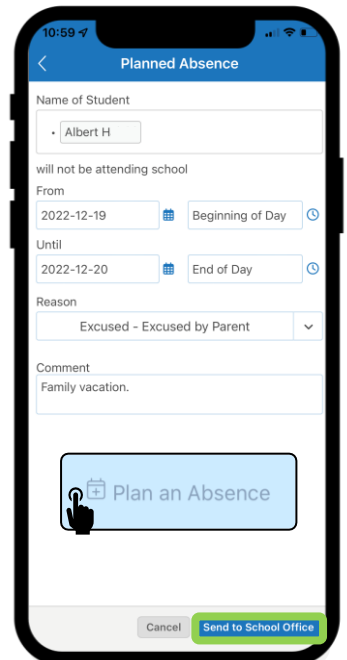 10:59
Planned Absence
Name of Student
• Albert H
will not be attending school
From
2022-12-19 Beginning of Day
Until
2022-12-20 End of Day
Reason
Excused - Excused by Parent
Comment
Family vacation.
Plan an Absence
Cancel Send to School Office